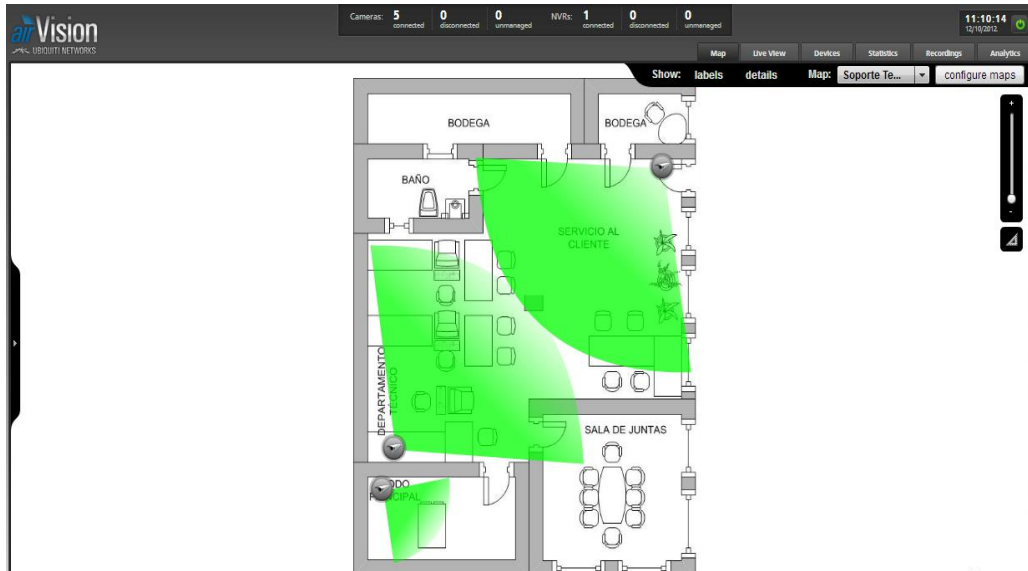 airVision
UBIQUITI NETWORKS
Cameras: 5 connected 0 disconnected 0 unmanaged NVRs: 1 connected 0 disconnected 0 unmanaged
11:10:14
12/10/2012
Map Live View Devices Statistics Recordings Analytics
Show: labels details Map: Soporte Te... configure maps
+
-
BODEGA
BODEGA
BAÑO
SERVICIO AL
CLIENTE
DEPARTAMENTO
TÉCNICO
SALA DE JUNTAS